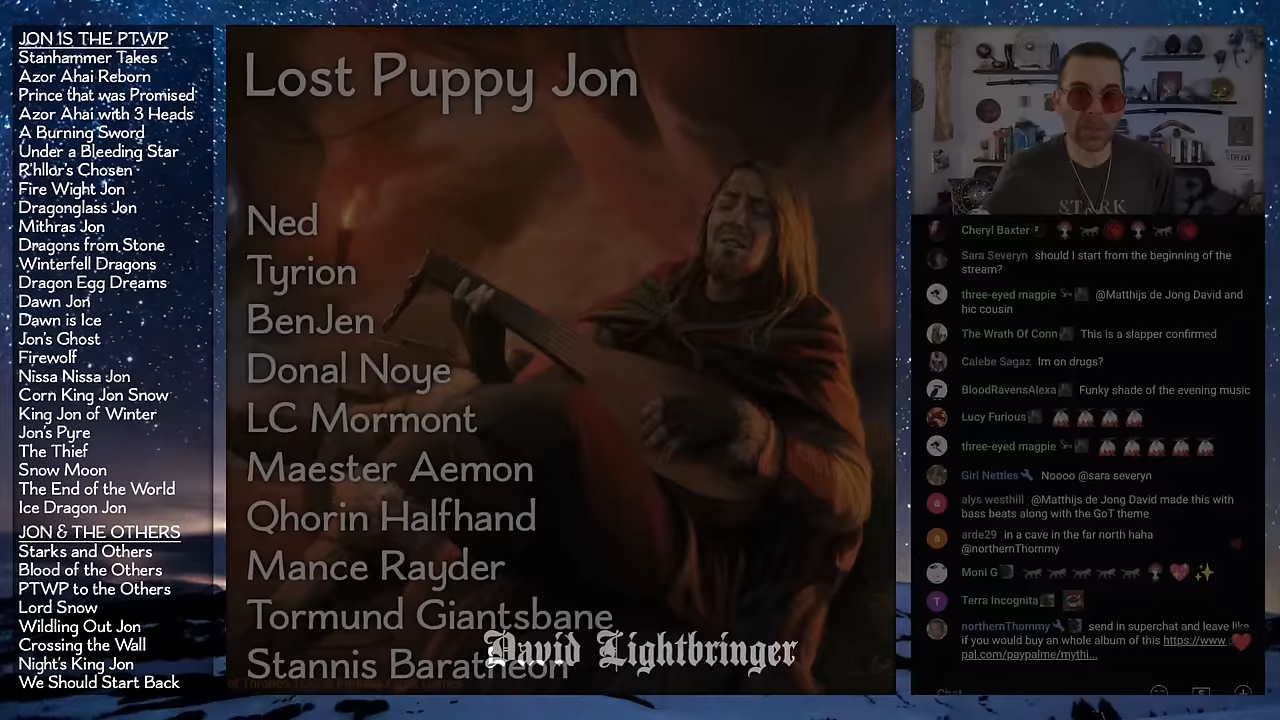 JON IS THE PTWP
Stanhammer Takes
Azor Ahai Reborn
Prince that was Promised
Azor Ahai with 3 Heads
A Burning Sword
Under a Bleeding Star
R'hllor's Chosen
Fire Wight Jon
Dragonglass Jon
Mithras Jon
Dragons from Stone
Winterfell Dragons
Dragon Egg Dreams
Dawn Jon
Dawn is Ice
Jon's Ghost
Firewolf
Nissa Nissa Jon
Corn King Jon Snow
King Jon of Winter
Jon's Pyre
The Thief
Snow Moon
The End of the World
Ice Dragon Jon
JON & THE OTHERS
Starks and Others
Blood of the Others
PTWP to the Others
Lord Snow
Wildling Out Jon
Crossing the Wall
Night's King Jon
We Should Start Back
Lost Puppy Jon
Ned
Tyrion
BenJen
Donal Noye
LC Mormont
Maester Aemon
Qhorin Halfhand
Mance Rayder
Tormund Giantsbane
Stannis Baratheon
David Lightbringer
STARK
Cheryl Baxter
Sara Severyn should I start from the beginning of the
stream?
three-eyed magpie @Matthijs de Jong David and
hic cousin
The Wrath Of Conn This is a slapper confirmed
Calebe Sagaz Im on drugs?
BloodRavensAlexa Funky shade of the evening music
Lucy Furious
three-eyed magpie
Girl Nettles Noooo @sara severyn
a alys westhill @Matthijs de Jong David made this with
bass beats along with the GoT theme
a arde29 in a cave in the far north haha
@northernThommy
Moni G
T Terra Incognita
northernThommy send in superchat and leave like
if you would buy an whole album of this https://www.
pal.com/paypalme/mythi...
Chat